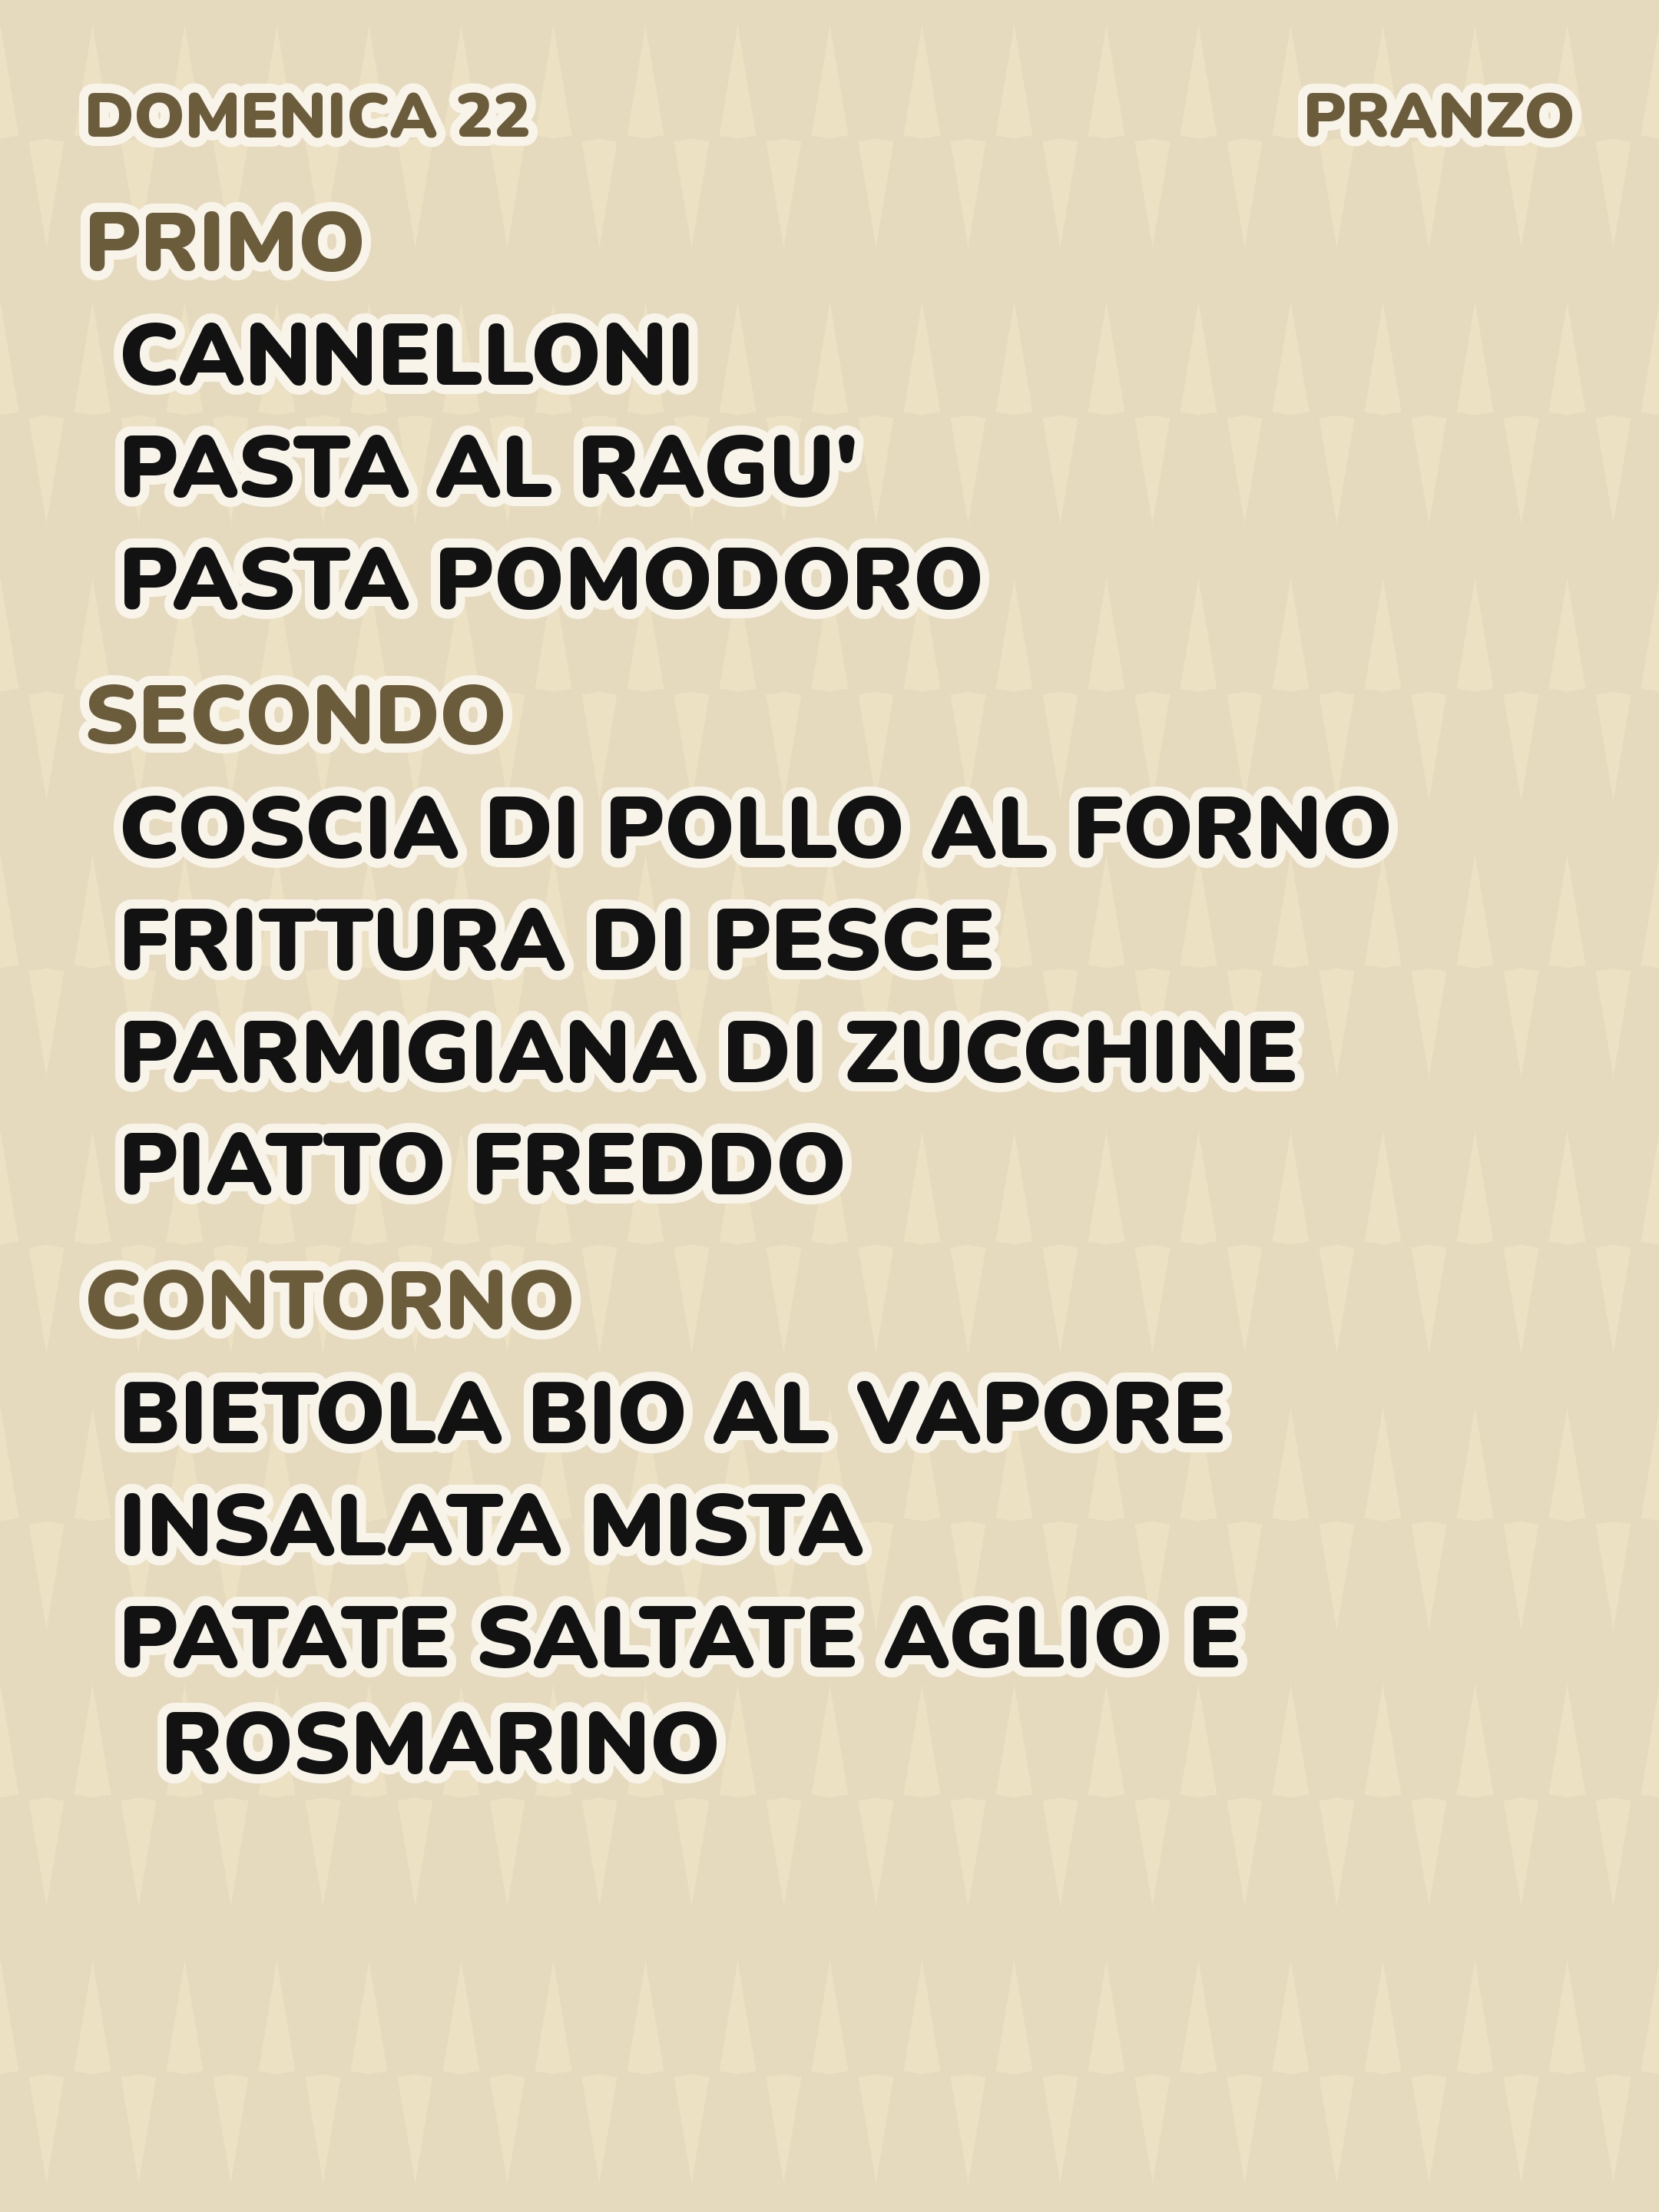 DOMENICA 22 PRANZO
PRIMO
CANNELLONI
PASTA AL RAGU'
PASTA POMODORO
SECONDO
COSCIA DI POLLO AL FORNO
FRITTURA DI PESCE
PARMIGIANA DI ZUCCHINE
PIATTO FREDDO
CONTORNO
BIETOLA BIO AL VAPORE
INSALATA MISTA
PATATE SALTATE AGLIO E
ROSMARINO